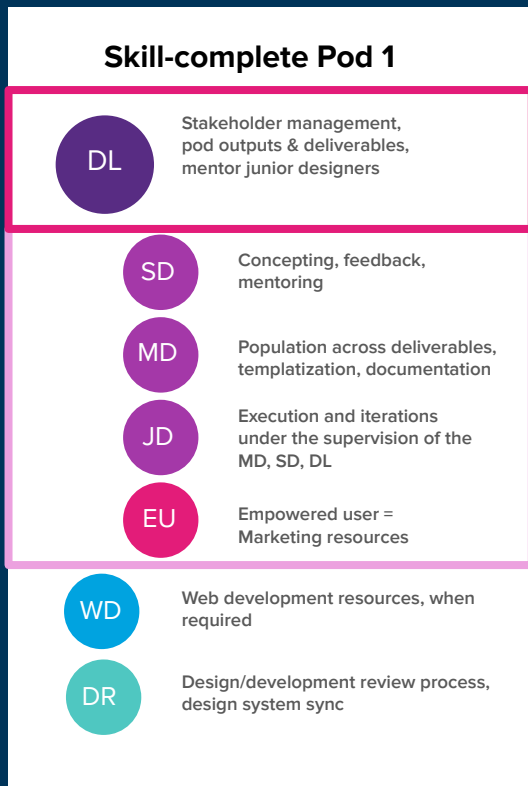 Skill-complete Pod 1
DL
Stakeholder management,
pod outputs & deliverables,
mentor junior designers
SD
Concepting, feedback,
mentoring
MD
Population across deliverables,
templatization, documentation
JD
Execution and iterations
under the supervision of the
MD, SD, DL
EU
Empowered user =
Marketing resources
WD
Web development resources, when
required
DR
Design/development review process,
design system sync